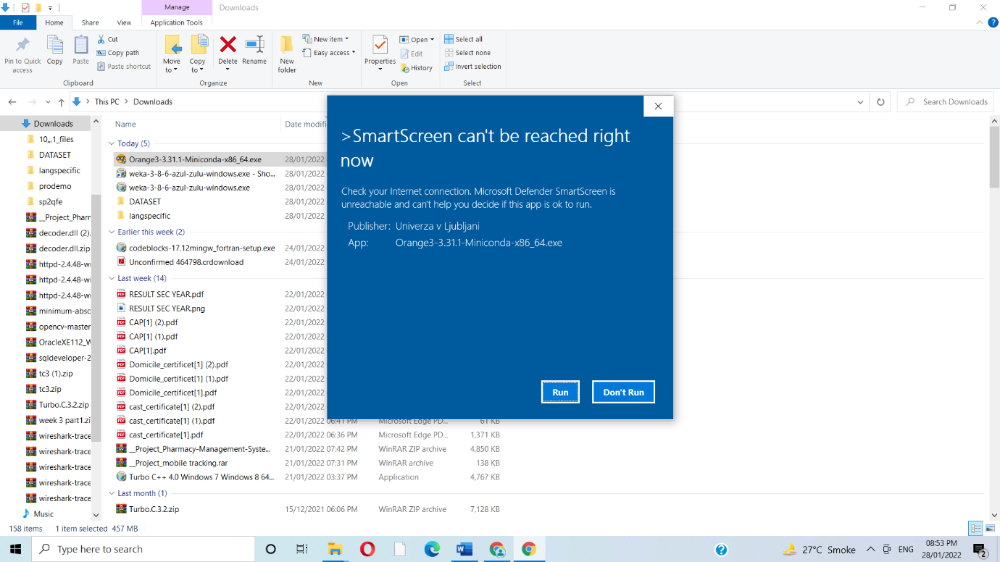 Manage
Downloads
File
Home
Share
View
Application Tools
Pin to Quick access
Copy
Paste
Cut
Copy path
Paste shortcut
Clipboard
Move to
Copy to
Delete
Rename
Organize
New folder
New item
Easy access
New
Properties
Open
Edit
History
Open
Select all
Select none
Invert selection
Select
This PC
Downloads
Search Downloads
Downloads
10,,,1_files
DATASET
langspecific
prodemo
sp2qfe
__Project_Pharm
decoder.dll (2).
decoder.dll.zip
httpd-2.4.48-wi
httpd-2.4.48-wi
httpd-2.4.48-wi
minimum-abso
opencv-master
OracleXE112_W
sqldeveloper-2
tc3 (1).zip
tc3.zip
Turbo.C.3.2.zip
week 3 part1.zi
wireshark-trace
wireshark-trace
wireshark-trace
wireshark-trace
wireshark-trace
Music
Name
Date modifi
Today (5)
Orange3-3.31.1-Miniconda-x86_64.exe 28/01/2022
weka-3-8-6-azul-zulu-windows.exe - Sho... 28/01/2022
weka-3-8-6-azul-zulu-windows.exe 28/01/2022
DATASET 28/01/2022
langspecific 28/01/2022
Earlier this week (2)
codeblocks-17.12mingw_fortran-setup.exe 24/01/2022
Unconfirmed 464798.crdownload 24/01/2022
Last week (14)
RESULT SEC YEAR.pdf 22/01/2022
RESULT SEC YEAR.png 22/01/2022
CAP[1] (2).pdf 22/01/2022
CAP[1] (1).pdf 22/01/2022
CAP[1].pdf 22/01/2022
Domicile_certificet[1] (2).pdf 22/01/2022
Domicile_certificet[1] (1).pdf 22/01/2022
Domicile_certificet[1].pdf 22/01/2022
cast_certificate[1] (2).pdf 22/01/2022
cast_certificate[1] (1).pdf 22/01/2022 06:41 PM Microsoft Edge PD... 61 KB
cast_certificate[1].pdf 22/01/2022 06:36 PM Microsoft Edge PD... 1,371 KB
__Project_Pharmacy-Management-Syste... 21/01/2022 07:42 PM WinRAR ZIP archive 4,850 KB
__Project_mobile tracking.rar 21/01/2022 07:31 PM WinRAR archive 138 KB
Turbo C++ 4.0 Windows 7 Windows 8 64... 21/01/2022 03:37 PM Application 4,767 KB
Last month (1)
Turbo.C.3.2.zip 15/12/2021 06:06 PM WinRAR ZIP archive 7,128 KB
>SmartScreen can't be reached right
now
Check your Internet connection. Microsoft Defender SmartScreen is
unreachable and can't help you decide if this app is ok to run.
Publisher: Univerza v Ljubljani
App: Orange3-3.31.1-Miniconda-x86_64.exe
Run
Don't Run
158 items 1 item selected 457 MB
Type here to search
27°C Smoke
ENG
08:53 PM
28/01/2022
2